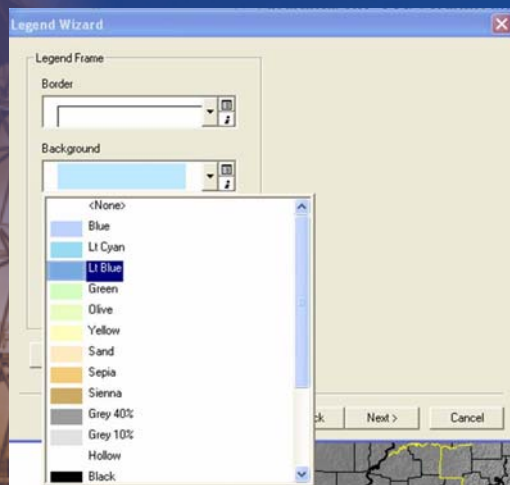 Legend Wizard
Legend Frame
Border
Background
<None>
Blue
Lt Cyan
Lt Blue
Green
Olive
Yellow
Sand
Sepia
Sienna
Grey 40%
Grey 10%
Hollow
Black
Next >
Cancel